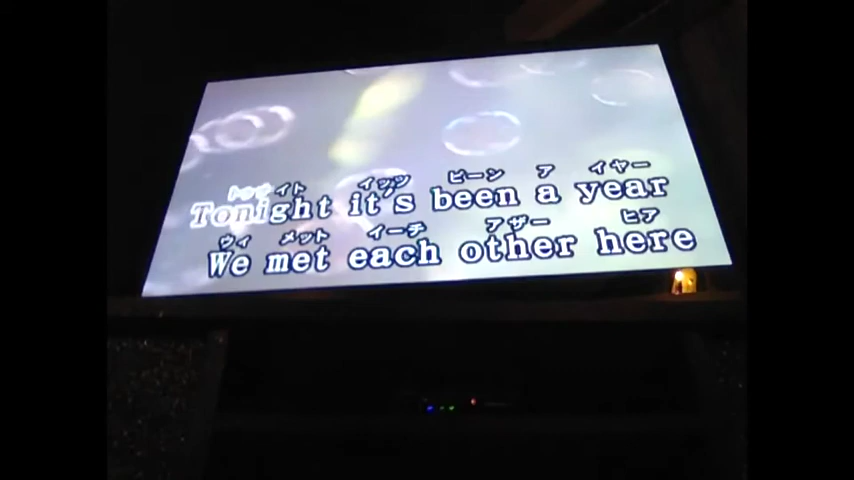 トゥナイト イッツ ビーン ア イヤー
Tonight it's been a year
ウィ メット イーチ アザー ヒア
We met each other here